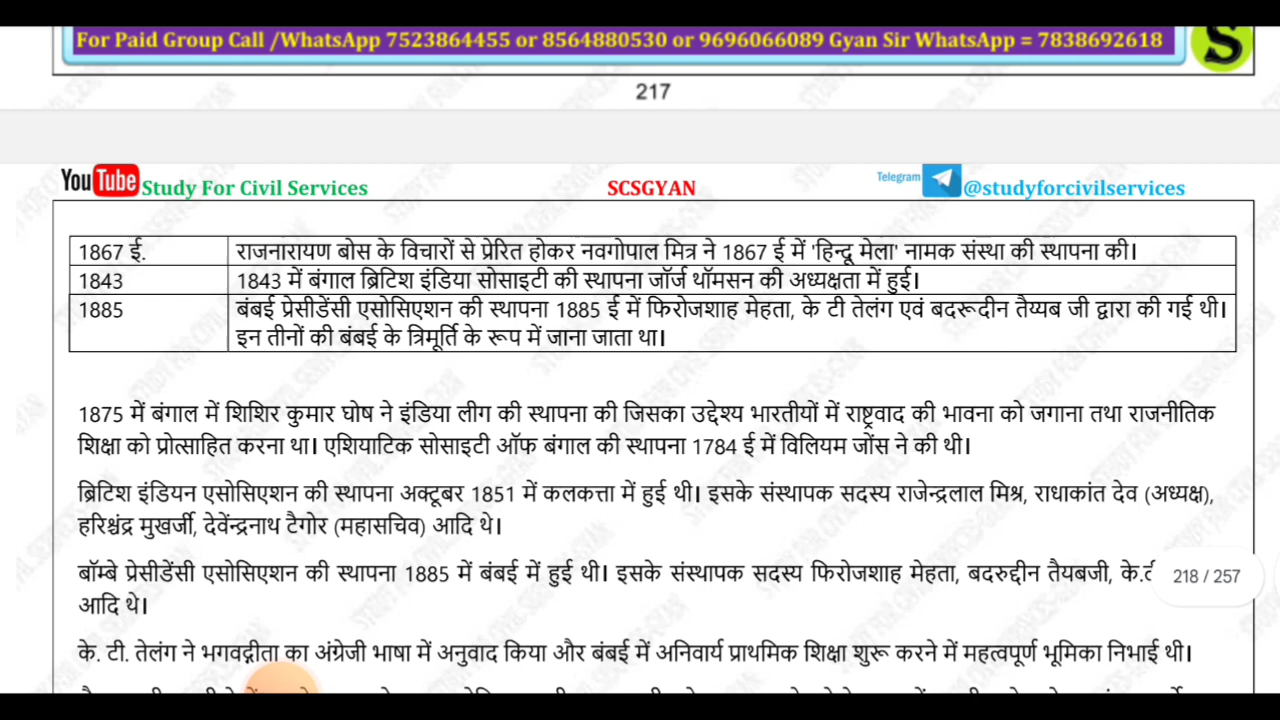 For Paid Group Call /WhatsApp 7523864455 or 8564880530 or 9696066089 Gyan Sir WhatsApp = 7838692618
S
217
YouTube Study For Civil Services
SCSGYAN
Telegram @studyforcivilservices
1867 ई. राजनारायण बोस के विचारों से प्रेरित होकर नवगोपाल मित्र ने 1867 ई में 'हिन्दू मेला' नामक संस्था की स्थापना की।
1843 1843 में बंगाल ब्रिटिश इंडिया सोसाइटी की स्थापना जॉर्ज थॉमसन की अध्यक्षता में हुई।
1885 बंबई प्रेसीडेंसी एसोसिएशन की स्थापना 1885 ई में फिरोजशाह मेहता, के टी तेलंग एवं बदरूदीन तैय्यब जी द्वारा की गई थी।
इन तीनों की बंबई के त्रिमूर्ति के रूप में जाना जाता था।
1875 में बंगाल में शिशिर कुमार घोष ने इंडिया लीग की स्थापना की जिसका उद्देश्य भारतीयों में राष्ट्रवाद की भावना को जगाना तथा राजनीतिक
शिक्षा को प्रोत्साहित करना था। एशियाटिक सोसाइटी ऑफ बंगाल की स्थापना 1784 ई में विलियम जोंस ने की थी।
ब्रिटिश इंडियन एसोसिएशन की स्थापना अक्टूबर 1851 में कलकत्ता में हुई थी। इसके संस्थापक सदस्य राजेन्द्रलाल मिश्र, राधाकांत देव (अध्यक्ष),
हरिश्चंद्र मुखर्जी, देवेंन्द्रनाथ टैगोर (महासचिव) आदि थे।
बॉम्बे प्रेसीडेंसी एसोसिएशन की स्थापना 1885 में बंबई में हुई थी। इसके संस्थापक सदस्य फिरोजशाह मेहता, बदरुद्दीन तैयबजी,
218 / 257
आदि थे।
के. टी. तेलंग ने भगवद्गीता का अंग्रेजी भाषा में अनुवाद किया और बंबई में अनिवार्य प्राथमिक शिक्षा शुरू करने में महत्वपूर्ण भूमिका निभाई थी।